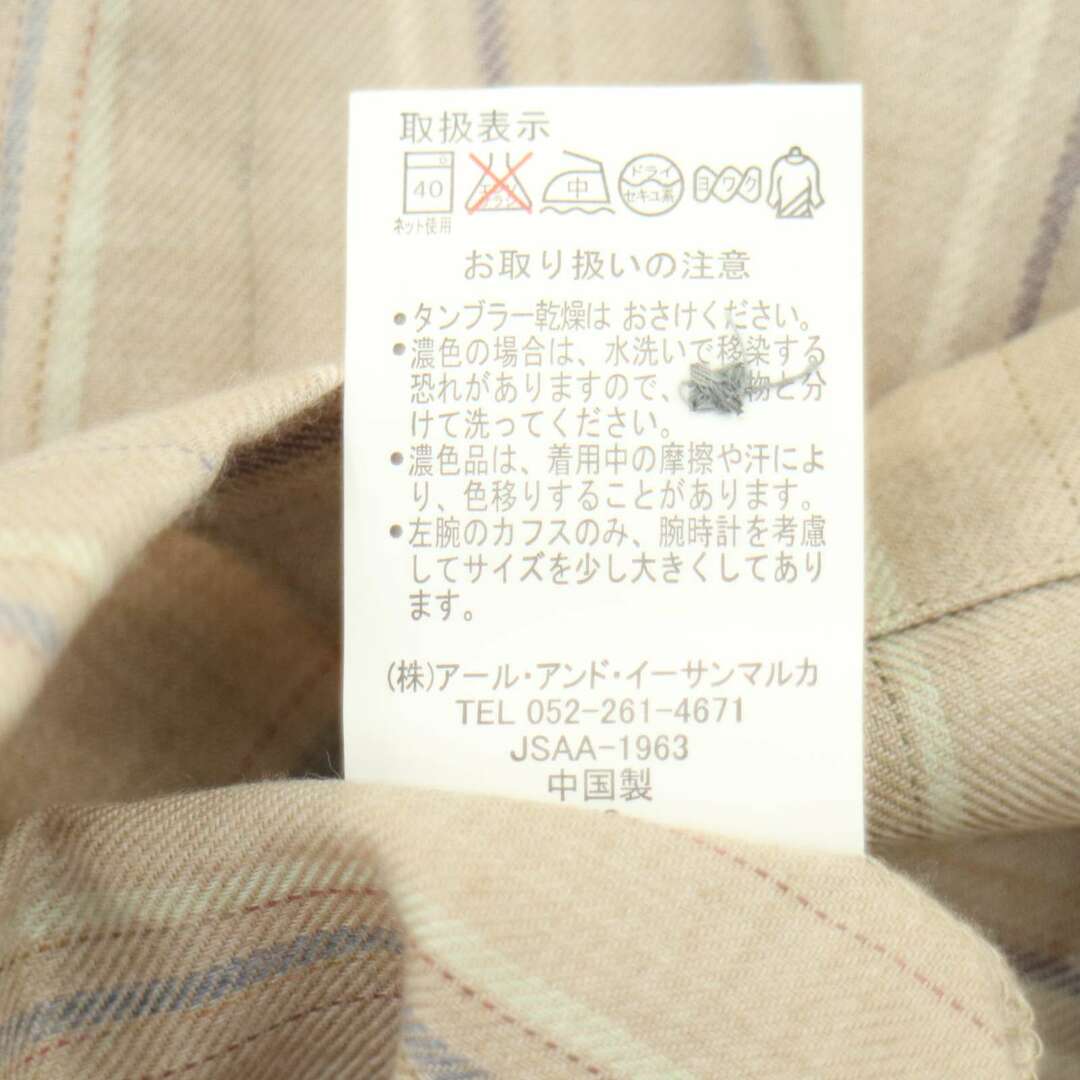 取扱表示
40 中 ドライ ヨワク
セキユ系
ネット使用
お取り扱いの注意
●タンブラー乾燥は おさけください。
●濃色の場合は、水洗いで移染する
恐れがありますので、 物と分
けて洗ってください。
●濃色品は、着用中の摩擦や汗によ
り、色移りすることがあります。
●左腕のカフスのみ、腕時計を考慮
してサイズを少し大きくしてあり
ます。
(株)アール・アンド・イーサンマルカ
TEL 052-261-4671
JSAA-1963
中国製